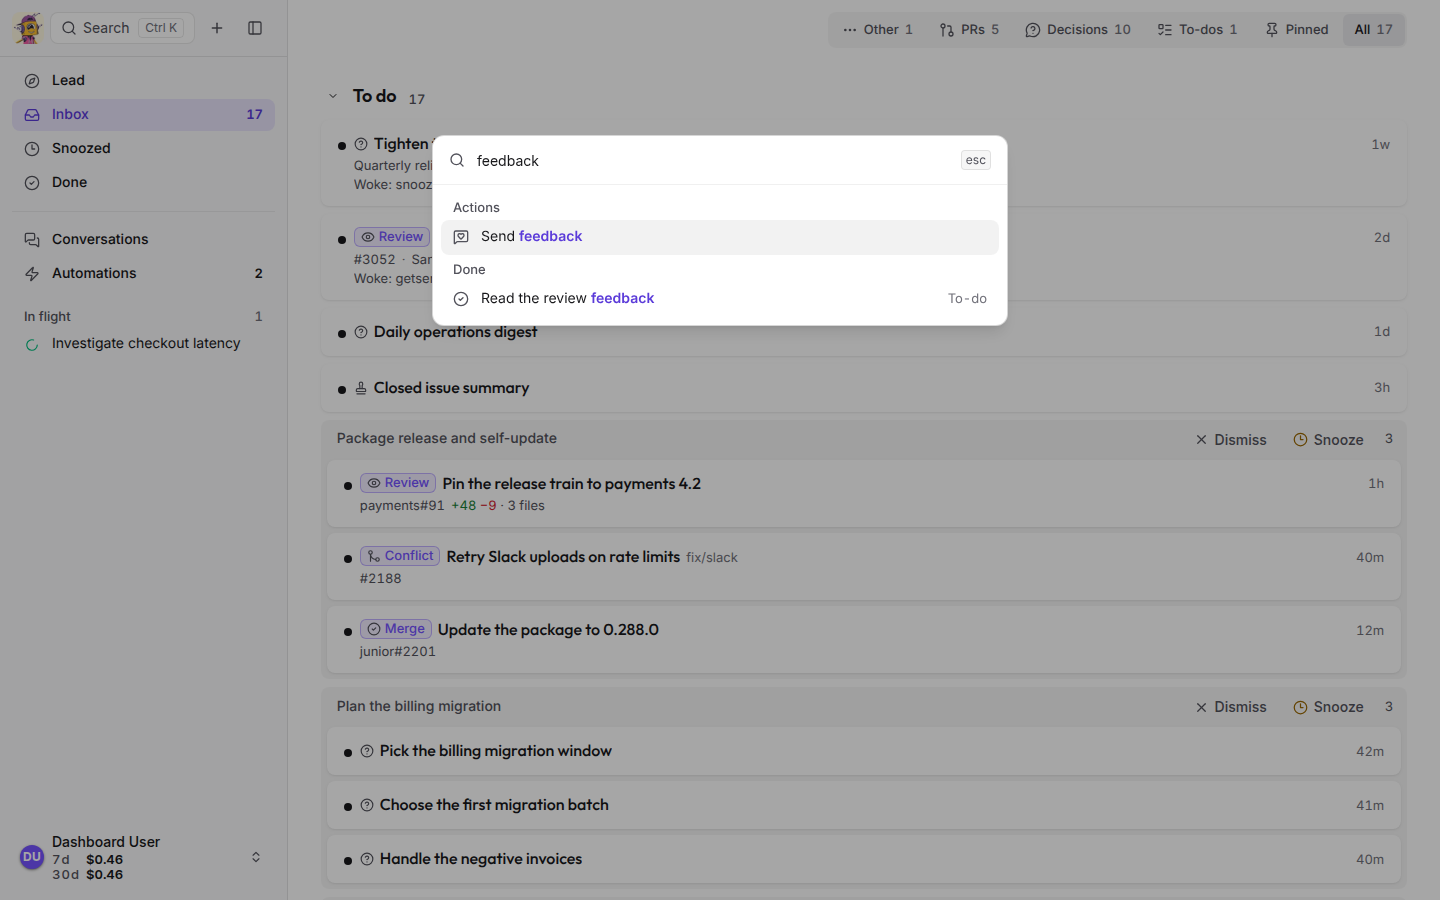 Search Ctrl K
Lead
Inbox 17
Snoozed
Done
Conversations
Automations 2
In flight 1
Investigate checkout latency
Dashboard User
DU
7d $0.46
30d $0.46
Other 1 PRs 5 Decisions 10 To-dos 1 Pinned All 17
To do 17
Tighten 1w
Quarterly reli
Woke: snooz
feedback esc
Actions
Send feedback
Done
Read the review feedback To-do
Review 2d
#3052 · Sar
Woke: getser
Daily operations digest 1d
Closed issue summary 3h
Package release and self-update Dismiss Snooze 3
Review Pin the release train to payments 4.2 1h
payments#91 +48 −9 · 3 files
Conflict Retry Slack uploads on rate limits fix/slack 40m
#2188
Merge Update the package to 0.288.0 12m
junior#2201
Plan the billing migration Dismiss Snooze 3
Pick the billing migration window 42m
Choose the first migration batch 41m
Handle the negative invoices 40m